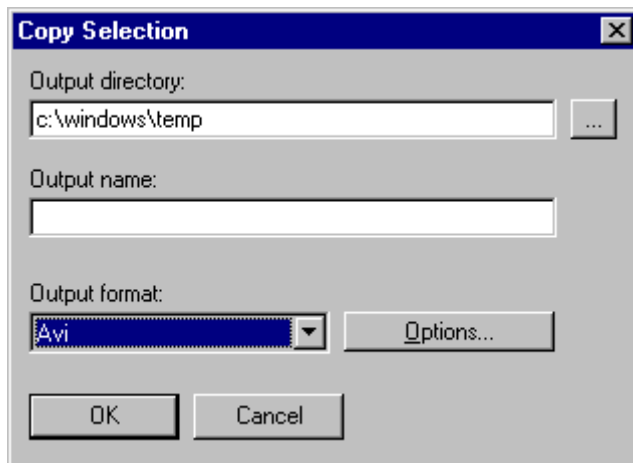 Copy Selection
Output directory:
c:\windows\temp
...
Output name:
Output format:
Avi
Options...
OK
Cancel